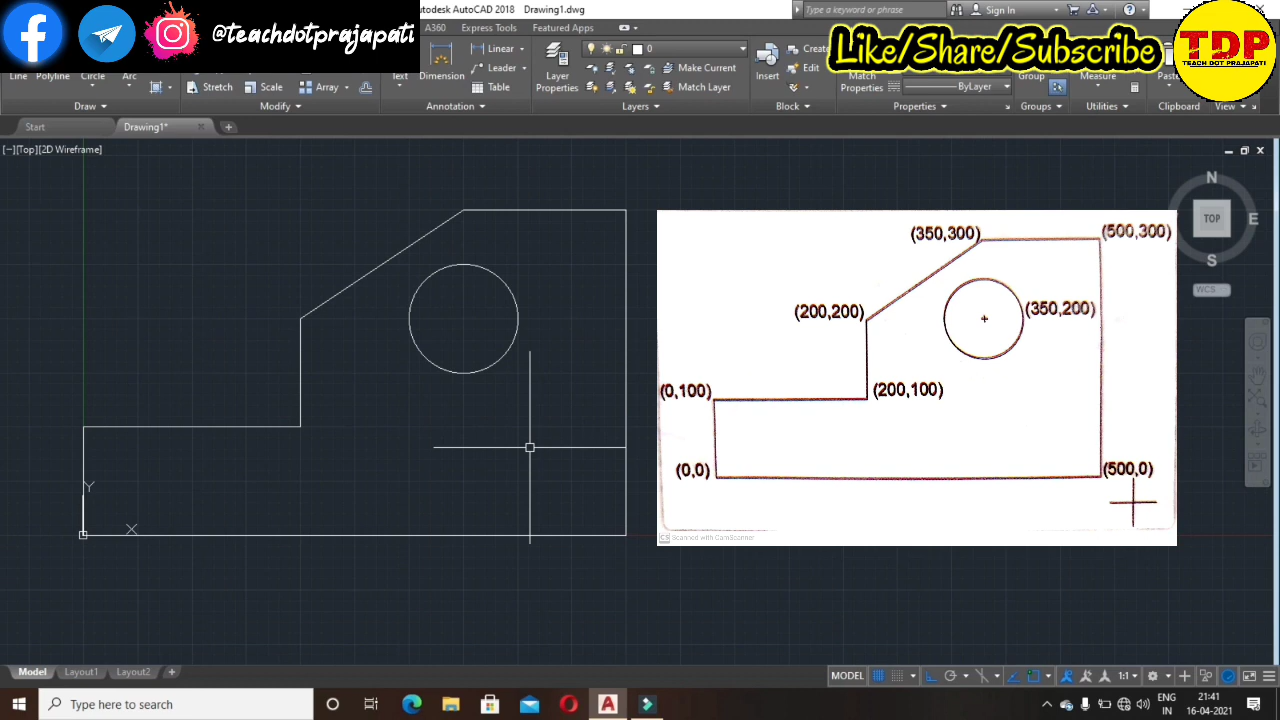 Autodesk AutoCAD 2018 Drawing1.dwg
Type a keyword or phrase
Sign In
f
@teachdotprajapati
Like/Share/Subscribe
TDP
TEACH DOT PRAJAPATI
A360 Express Tools Featured Apps
Linear
Leader
Table
0
Make Current
Match Layer
Edit
Line Polyline Circle Arc
Stretch Scale Array
Text Dimension
Layer Properties
Insert
Match Properties
ByLayer
Group
Measure
Draw Modify Annotation Layers Block Properties Groups Utilities Clipboard View
Start Drawing1*
[−][Top][2D Wireframe]
N
TOP
E
S
WCS
(350,300) (500,300)
(200,200) (350,200)
(0,100) (200,100)
(0,0) (500,0)
Y
X
CS Scanned with CamScanner
Model Layout1 Layout2
MODEL
1:1
Type here to search
ENG
IN
21:41
16-04-2021